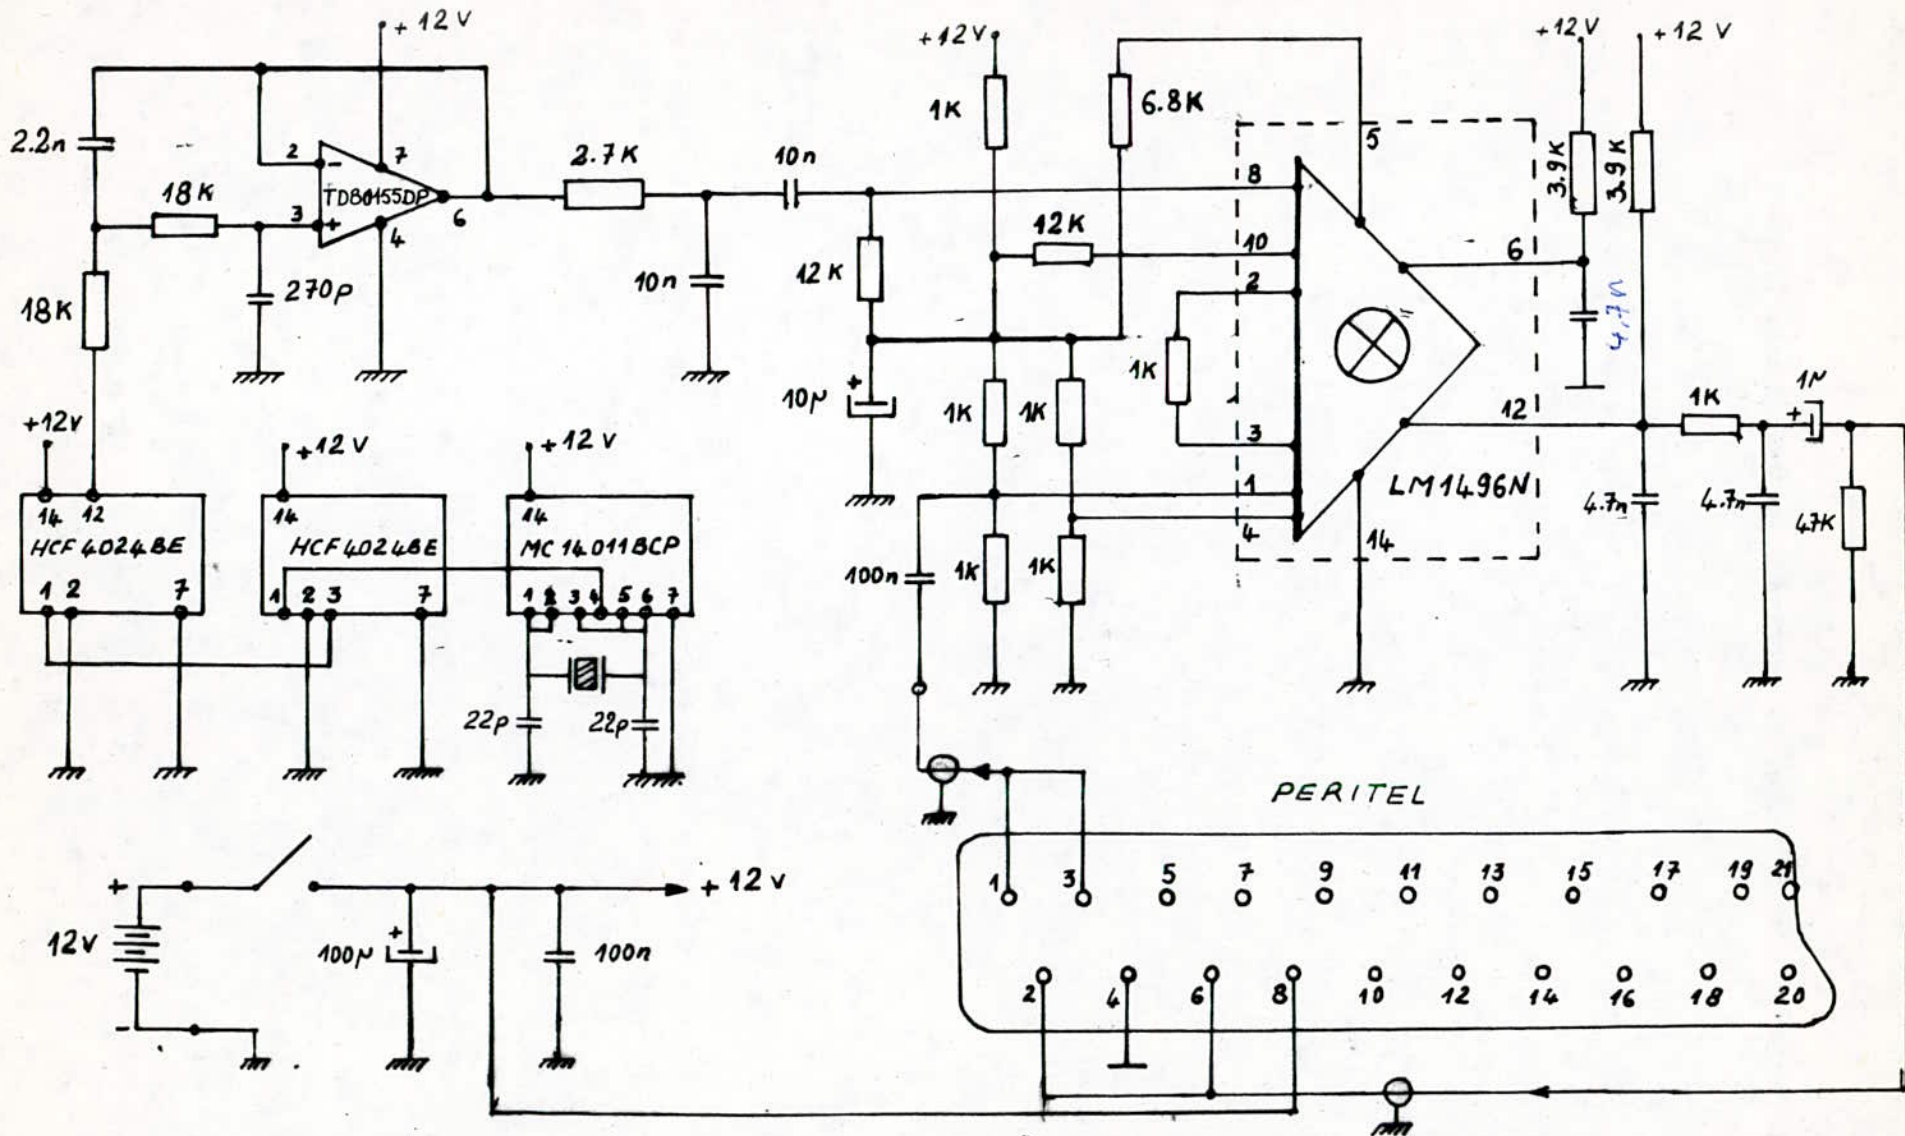 + 12 V
2.2n
2
-
7
TDB0155DP
3
+
4
6
18K
270p
18K
2.7K
10n
10n
12K
10µ
+
+12V
1K
6.8K
12K
8
10
2
3
1
4
5
6
12
14
LM1496N
1K
1K
1K
1K
1K
100n
+12V
+ 12 V
3.9K
3.9K
4,7n
1K
+
1µ
4.7n
4.7n
47K
+12V
14
12
HCF4024BE
1
2
7
+12V
14
HCF4024BE
1
2
3
7
+12V
14
MC14011BCP
1
2
3
4
5
6
7
22p
22p
+
12V
-
+
100µ
100n
+ 12 V
PERITEL
1
3
5
7
9
11
13
15
17
19
21
2
4
6
8
10
12
14
16
18
20